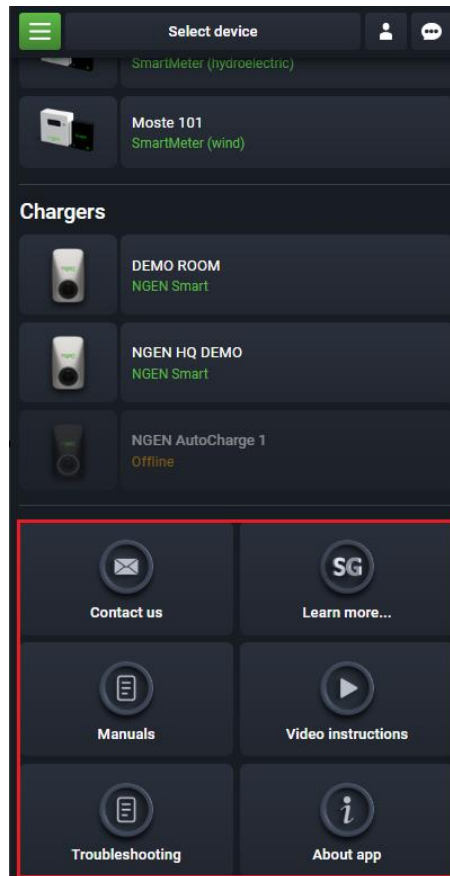 Select device
SmartMeter (hydroelectric)
Moste 101
SmartMeter (wind)
Chargers
DEMO ROOM
NGEN Smart
NGEN HQ DEMO
NGEN Smart
NGEN AutoCharge 1
Offline
Contact us
SG
Learn more...
Manuals
Video instructions
Troubleshooting
i
About app